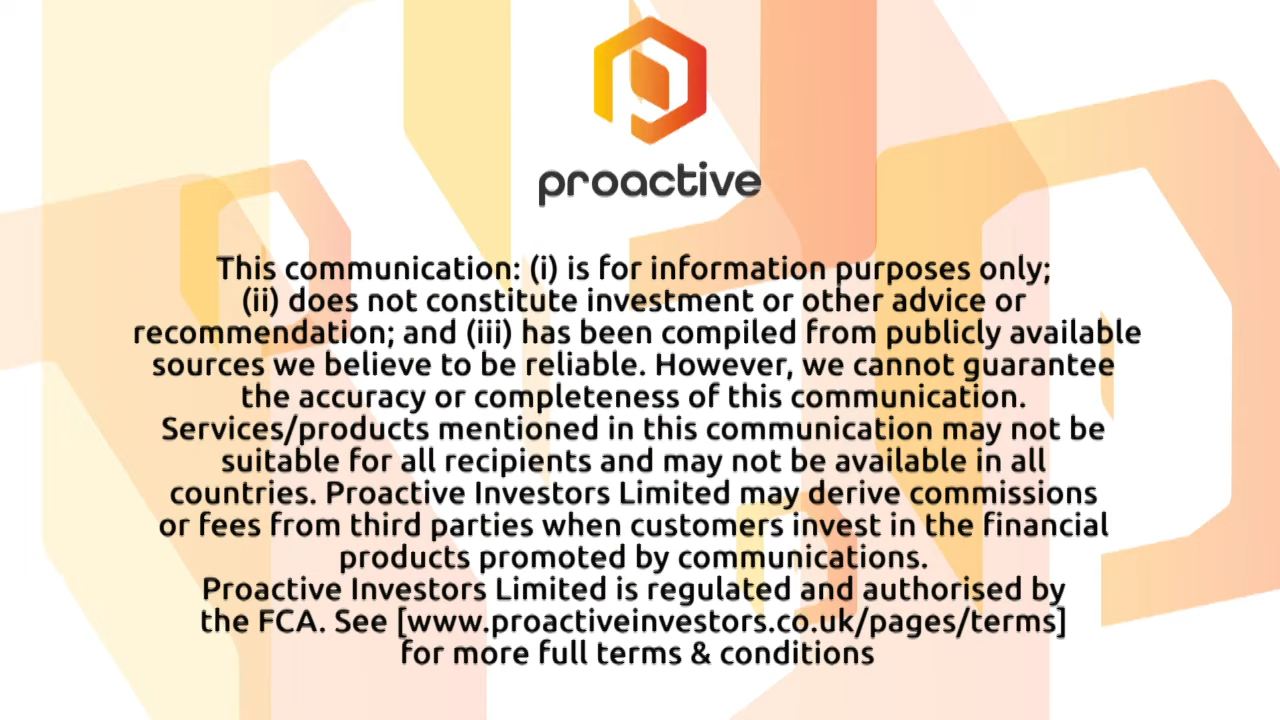 proactive
This communication: (i) is for information purposes only;
(ii) does not constitute investment or other advice or
recommendation; and (iii) has been compiled from publicly available
sources we believe to be reliable. However, we cannot guarantee
the accuracy or completeness of this communication.
Services/products mentioned in this communication may not be
suitable for all recipients and may not be available in all
countries. Proactive Investors Limited may derive commissions
or fees from third parties when customers invest in the financial
products promoted by communications.
Proactive Investors Limited is regulated and authorised by
the FCA. See [www.proactiveinvestors.co.uk/pages/terms]
for more full terms & conditions